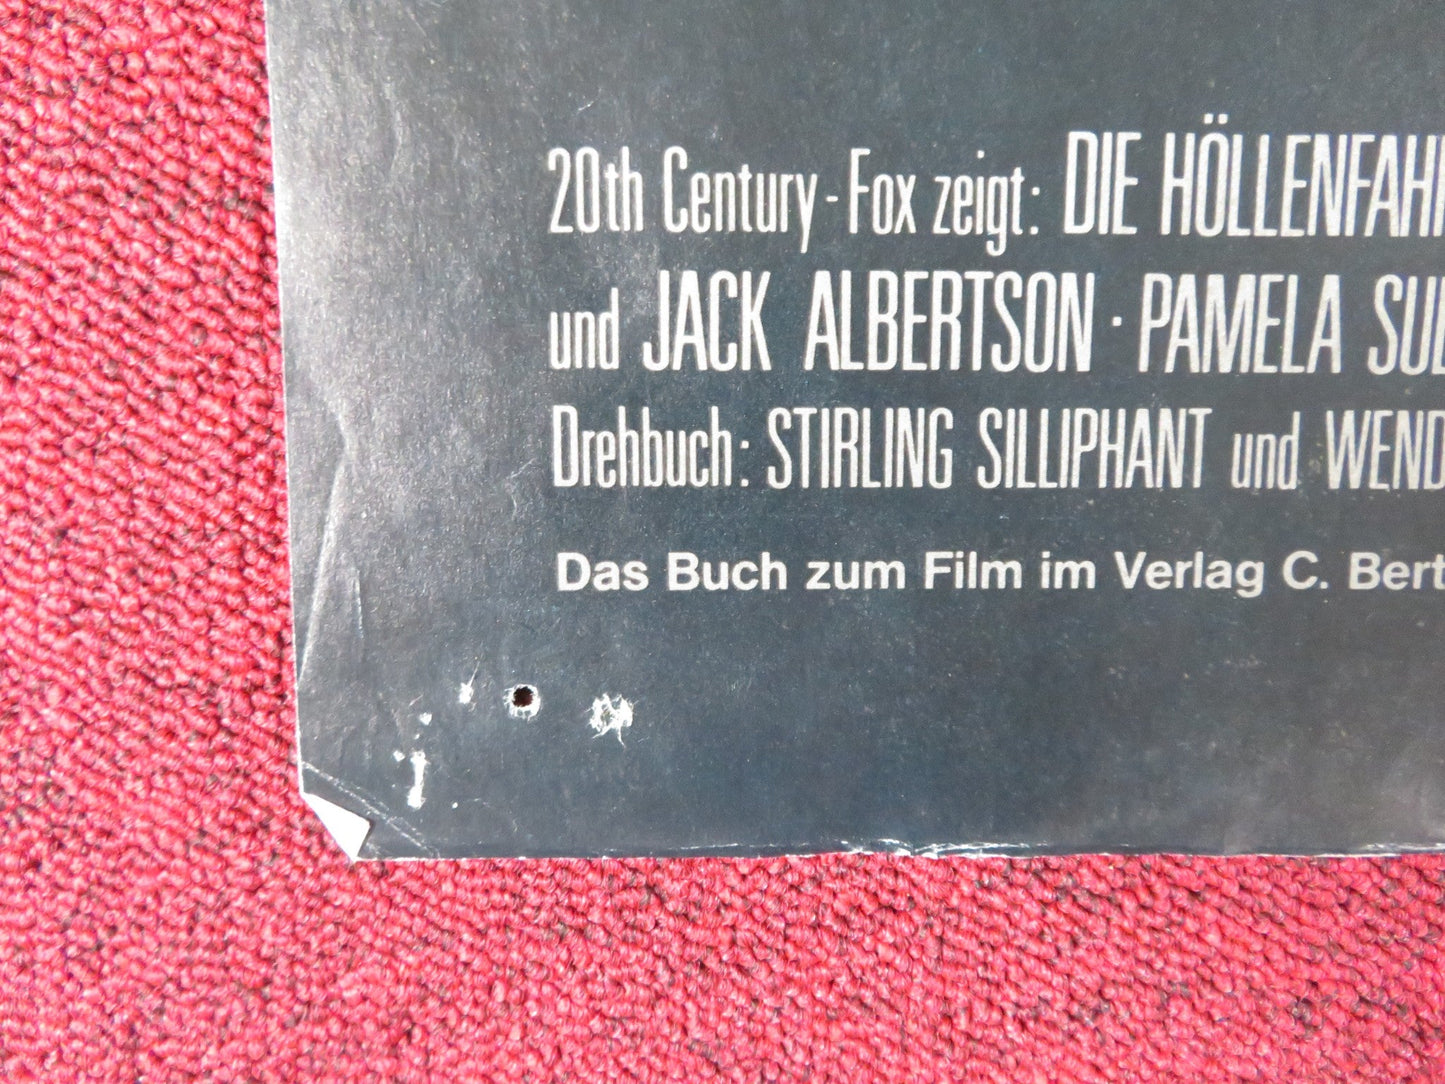 20th Century-Fox zeigt: DIE HÖLLENFAH
und JACK ALBERTSON · PAMELA SU
Drehbuch: STIRLING SILLIPHANT und WEND
Das Buch zum Film im Verlag C. Bert